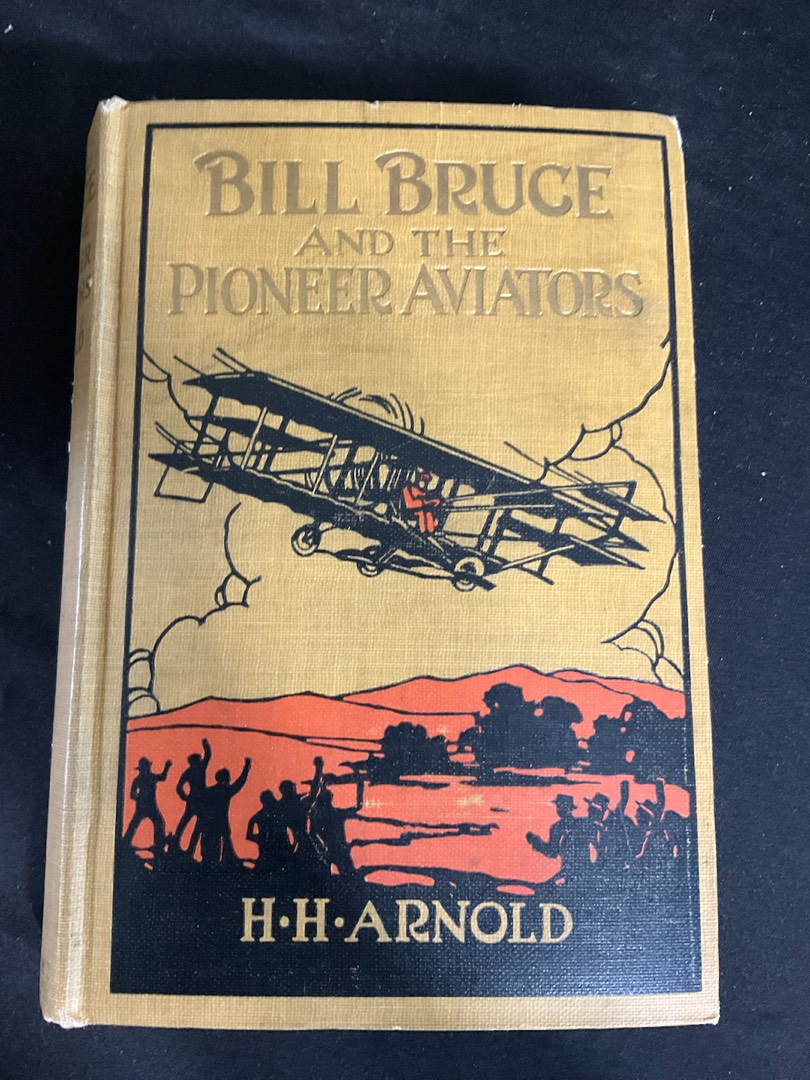 BILL BRUCE
AND THE
PIONEER AVIATORS
H·H·ARNOLD